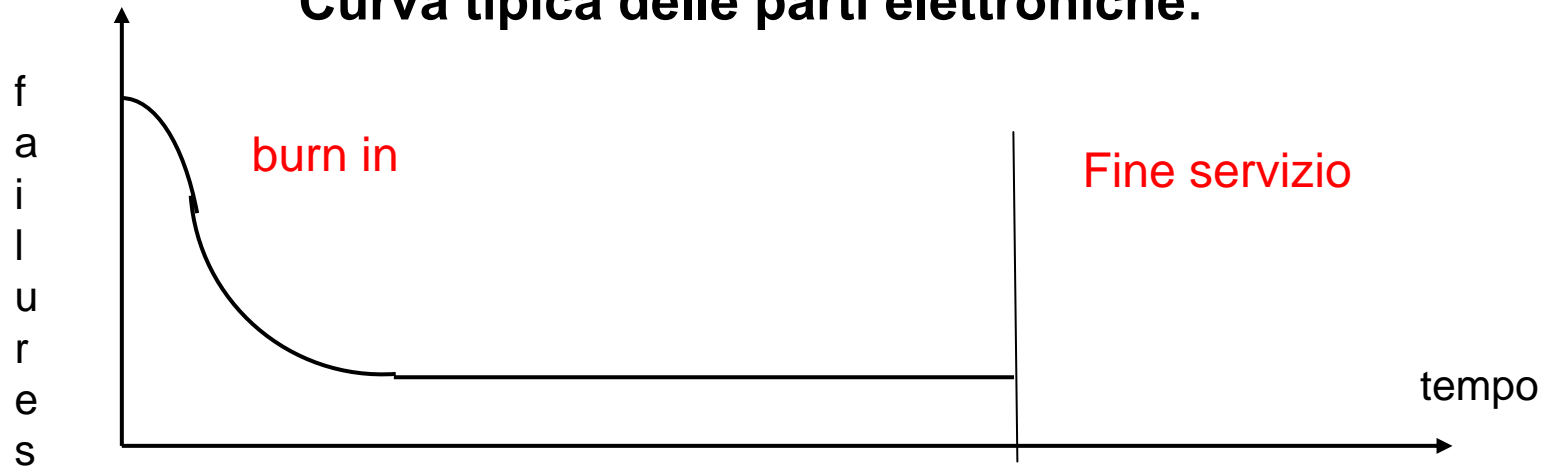 Curva tipica delle parti elettroniche:
failures
burn in
Fine servizio
tempo